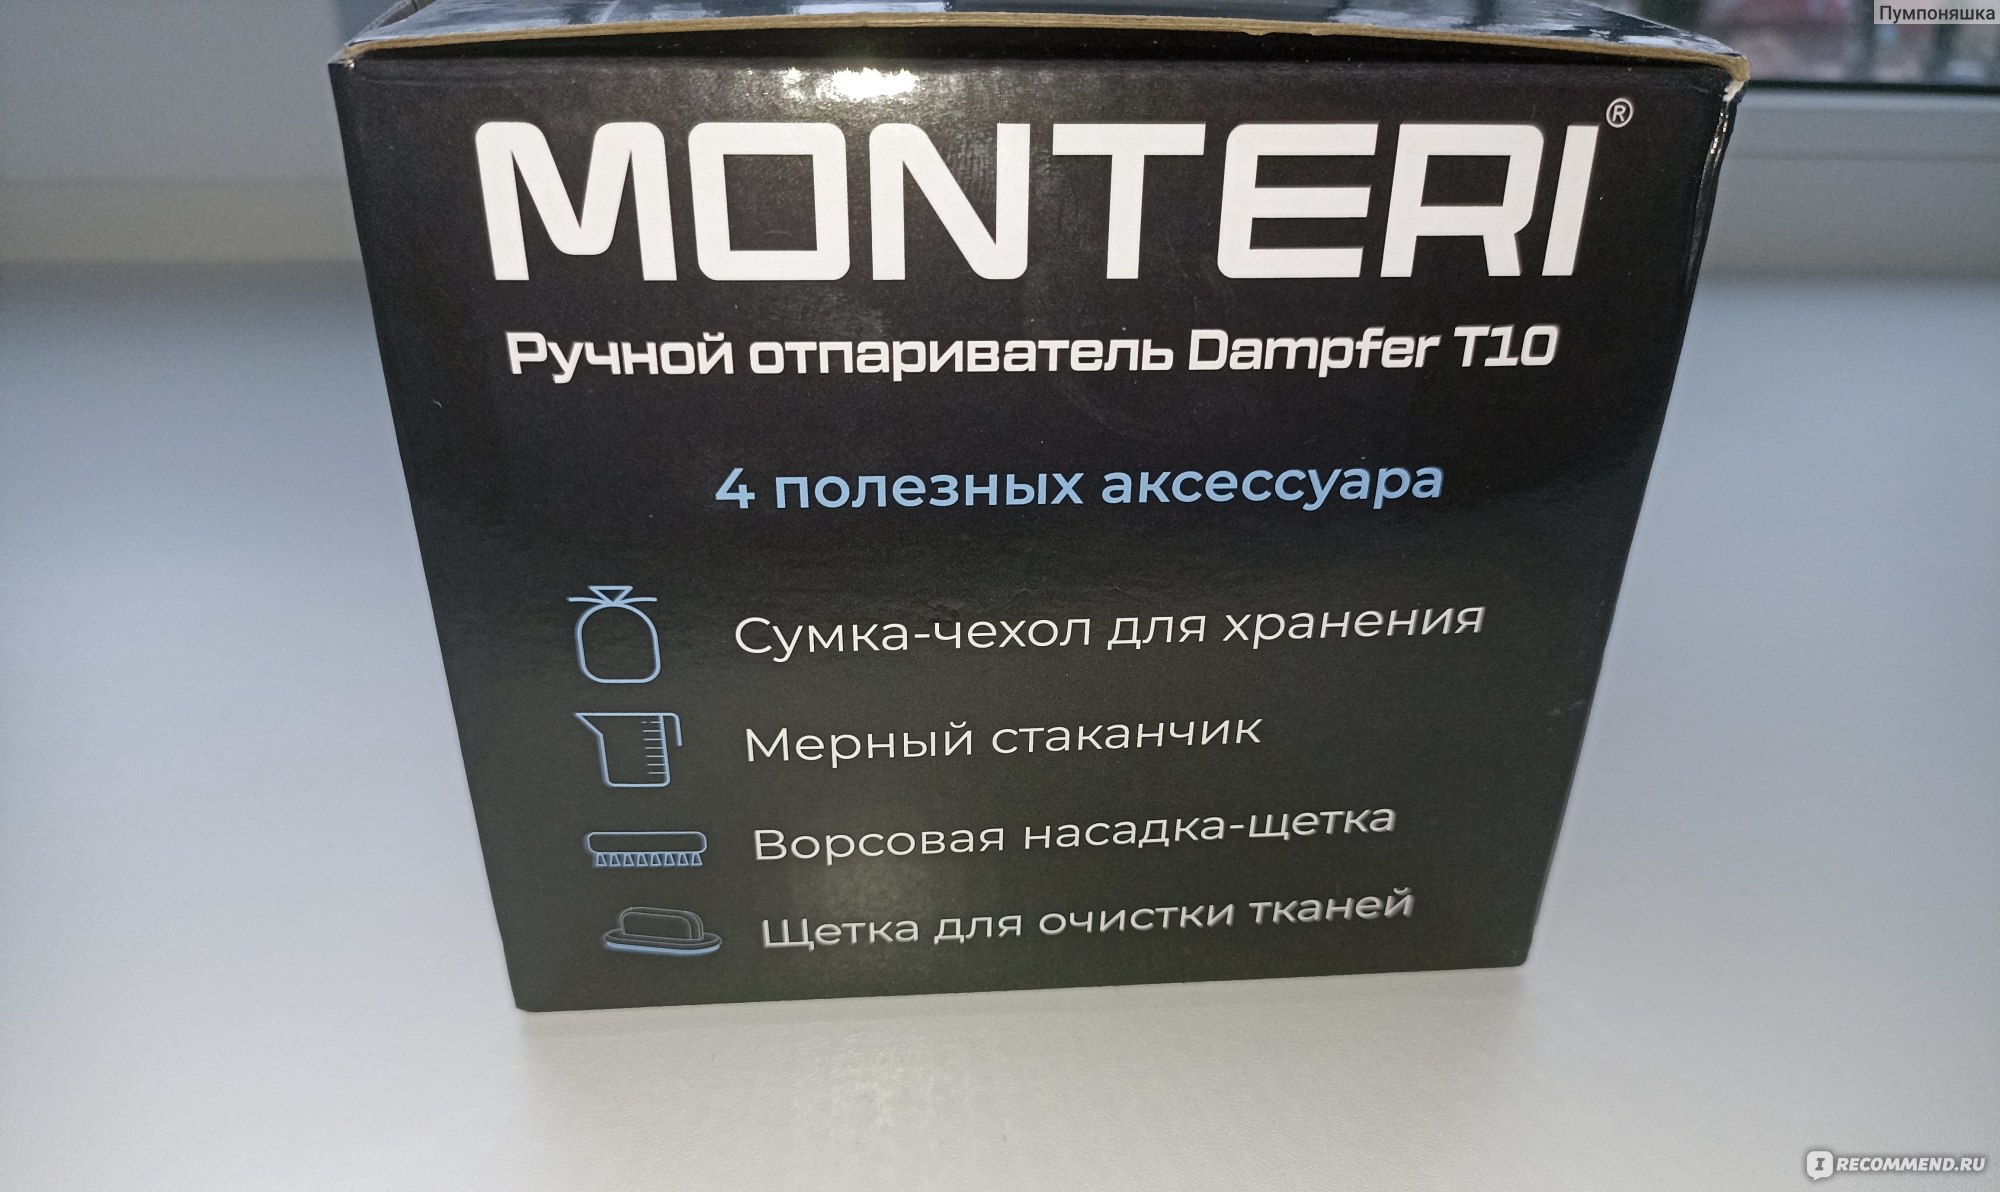 Пумпоняшка
MONTERI®
Ручной отпариватель Dampfer T10
4 полезных аксессуара
Сумка-чехол для хранения
Мерный стаканчик
Ворсовая насадка-щетка
Щетка для очистки тканей
IRECOMMEND.RU